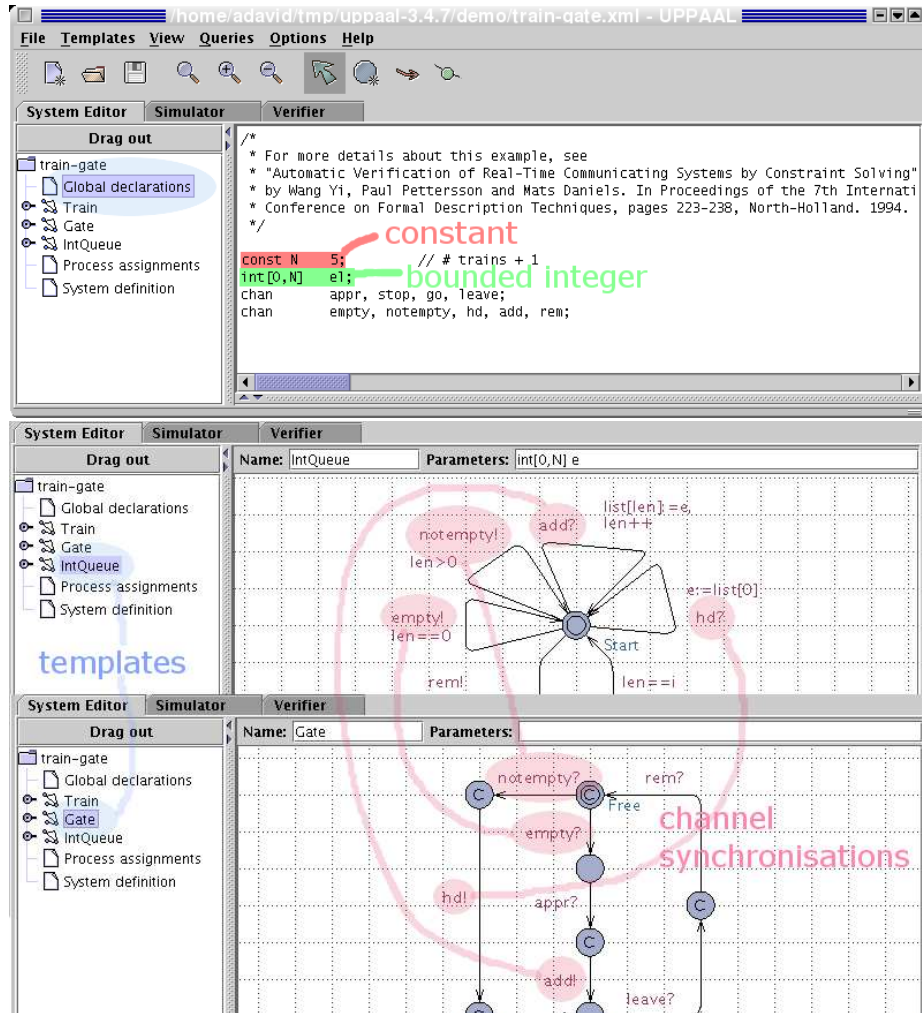 /home/adavid/tmp/uppaal-3.4.7/demo/train-gate.xml - UPPAAL
File Templates View Queries Options Help
System Editor Simulator Verifier
Drag out
train-gate
Global declarations
Train
Gate
IntQueue
Process assignments
System definition
/*
* For more details about this example, see
* "Automatic Verification of Real-Time Communicating Systems by Constraint Solving"
* by Wang Yi, Paul Pettersson and Mats Daniels. In Proceedings of the 7th Internati
* Conference on Formal Description Techniques, pages 223-238, North-Holland. 1994.
*/
constant
const N 5; // # trains + 1
int[0,N] el; bounded integer
chan appr, stop, go, leave;
chan empty, notempty, hd, add, rem;
System Editor Simulator Verifier
Drag out
Name: IntQueue Parameters: int[0,N] e
train-gate
Global declarations
Train
Gate
IntQueue
Process assignments
System definition
templates
list[len]:=e,
notempty! add? len++
len>0
e:=list[0]
empty! hd?
len==0
Start
rem! len==i
System Editor Simulator Verifier
Drag out
Name: Gate Parameters:
train-gate
Global declarations
Train
Gate
IntQueue
Process assignments
System definition
notempty? rem?
C C Free
channel
empty?
synchronisations
hd! appr? C
C
add!
leave?